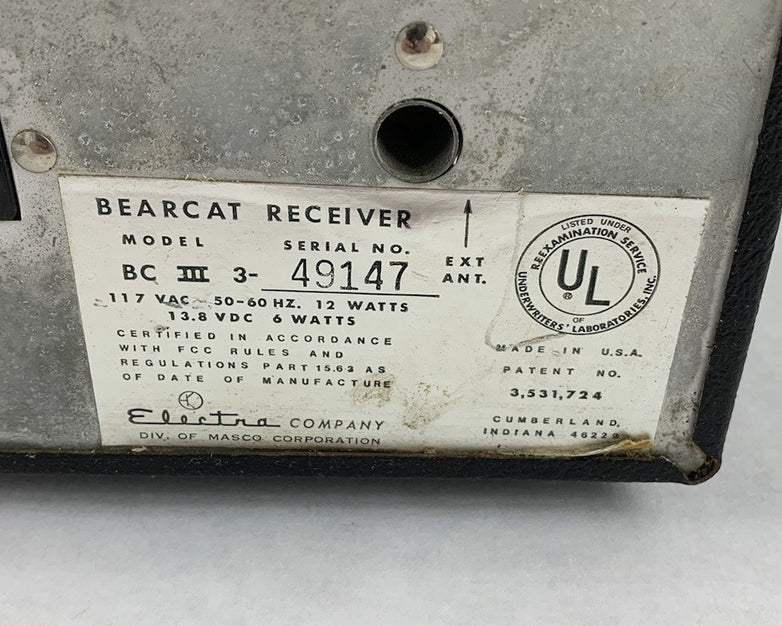 BEARCAT RECEIVER
MODEL SERIAL NO.
BC III 3- 49147
117 VAC 50-60 HZ. 12 WATTS
13.8 VDC 6 WATTS
CERTIFIED IN ACCORDANCE
WITH FCC RULES AND
REGULATIONS PART 15.63 AS
OF DATE OF MANUFACTURE
Electra COMPANY
DIV. OF MASCO CORPORATION
EXT
ANT.
LISTED UNDER
REEXAMINATION SERVICE
UL
®
OF
UNDERWRITERS' LABORATORIES, INC.
MADE IN U.S.A.
PATENT NO.
3,531,724
CUMBERLAND,
INDIANA 46229